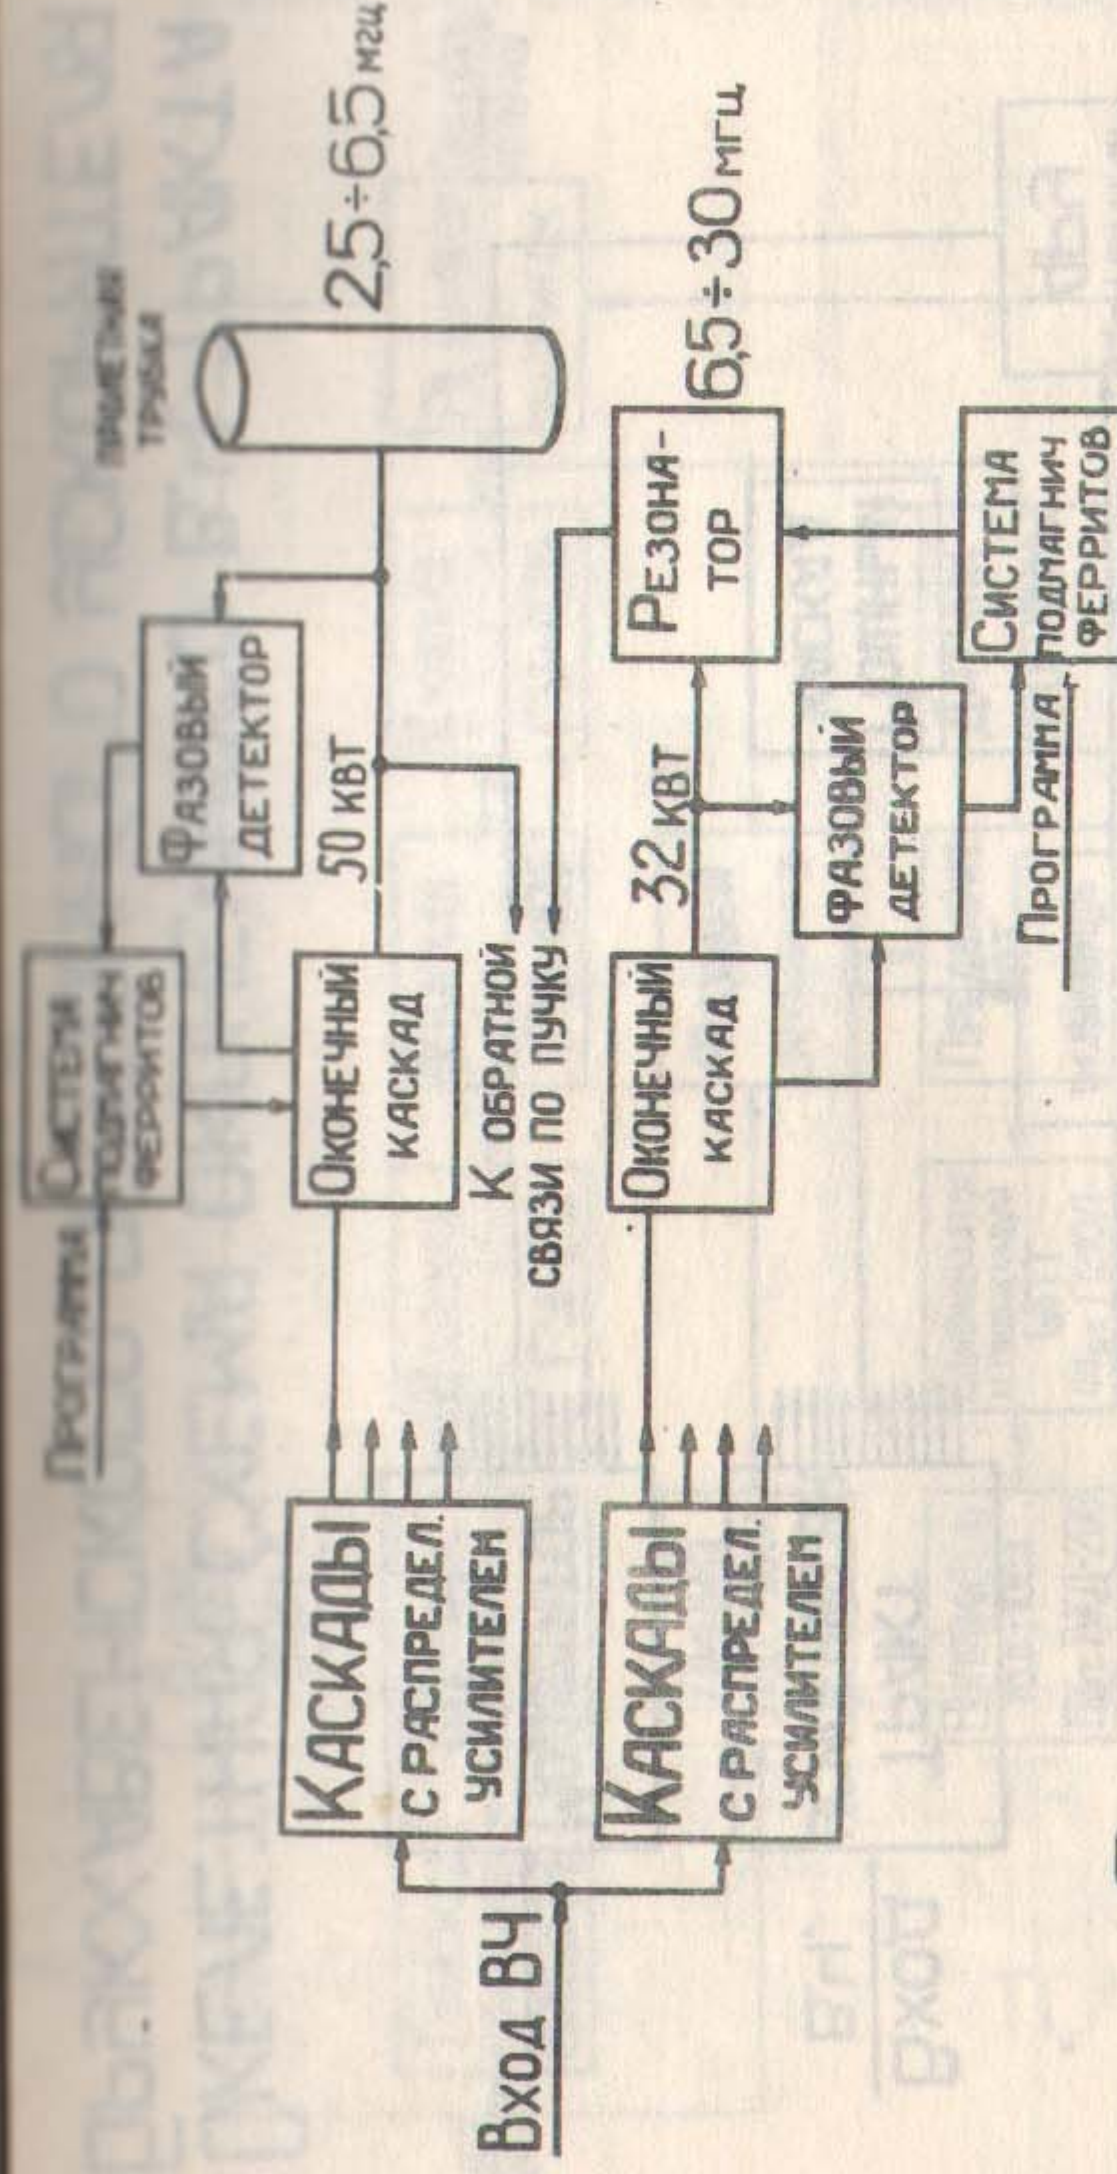 Программа
Система
подмагнич
ферритов
Фазовый
детектор
пролетная
трубка
Оконечный
каскад
50 квт
2,5÷6,5 мгц
Каскады
с распредел.
усилителем
Вход ВЧ
К обратной
связи по пучку
Каскады
с распредел.
усилителем
Оконечный
каскад
32 квт
Резона-
тор
6,5÷30 мгц
Фазовый
детектор
Программа
Система
подмагнич
ферритов